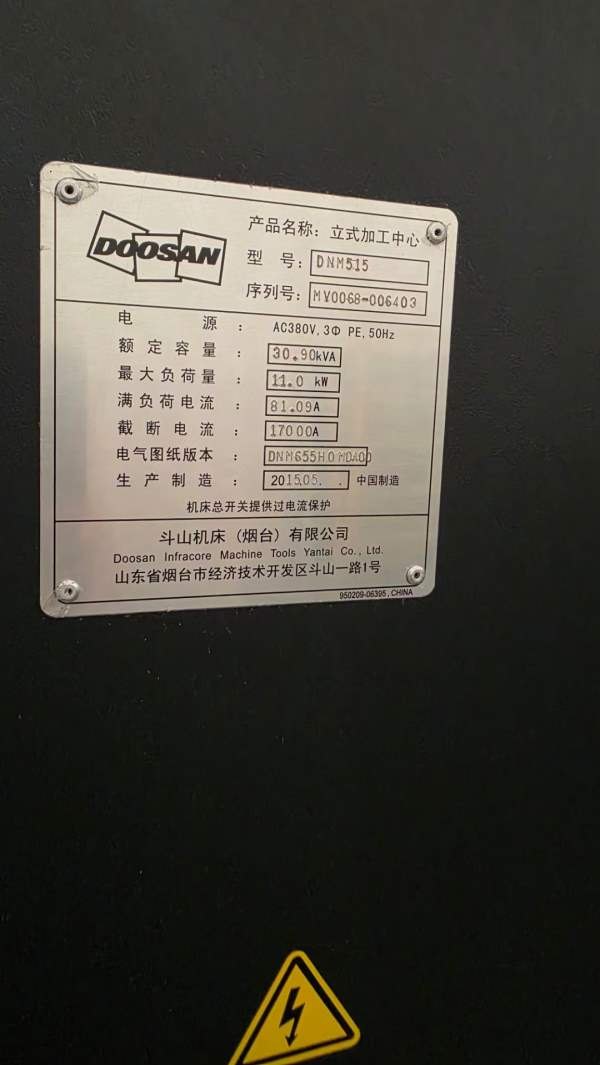 DOOSAN
产品名称：立式加工中心
型 号：DNM515
序列号：MV0068-006403
电 源 ： AC380V, 3Φ PE, 50Hz
额定容量 ： 30.90kVA
最大负荷量 ： 11.0 kW
满负荷电流 ： 81.09A
截断电流 ： 17000A
电气图纸版本 ： DNM655H0MDA00
生产制造 ： 2015.05. . 中国制造
机床总开关提供过电流保护
斗山机床（烟台）有限公司
Doosan Infracore Machine Tools Yantai Co., Ltd.
山东省烟台市经济技术开发区斗山一路1号
950209-06395, CHINA